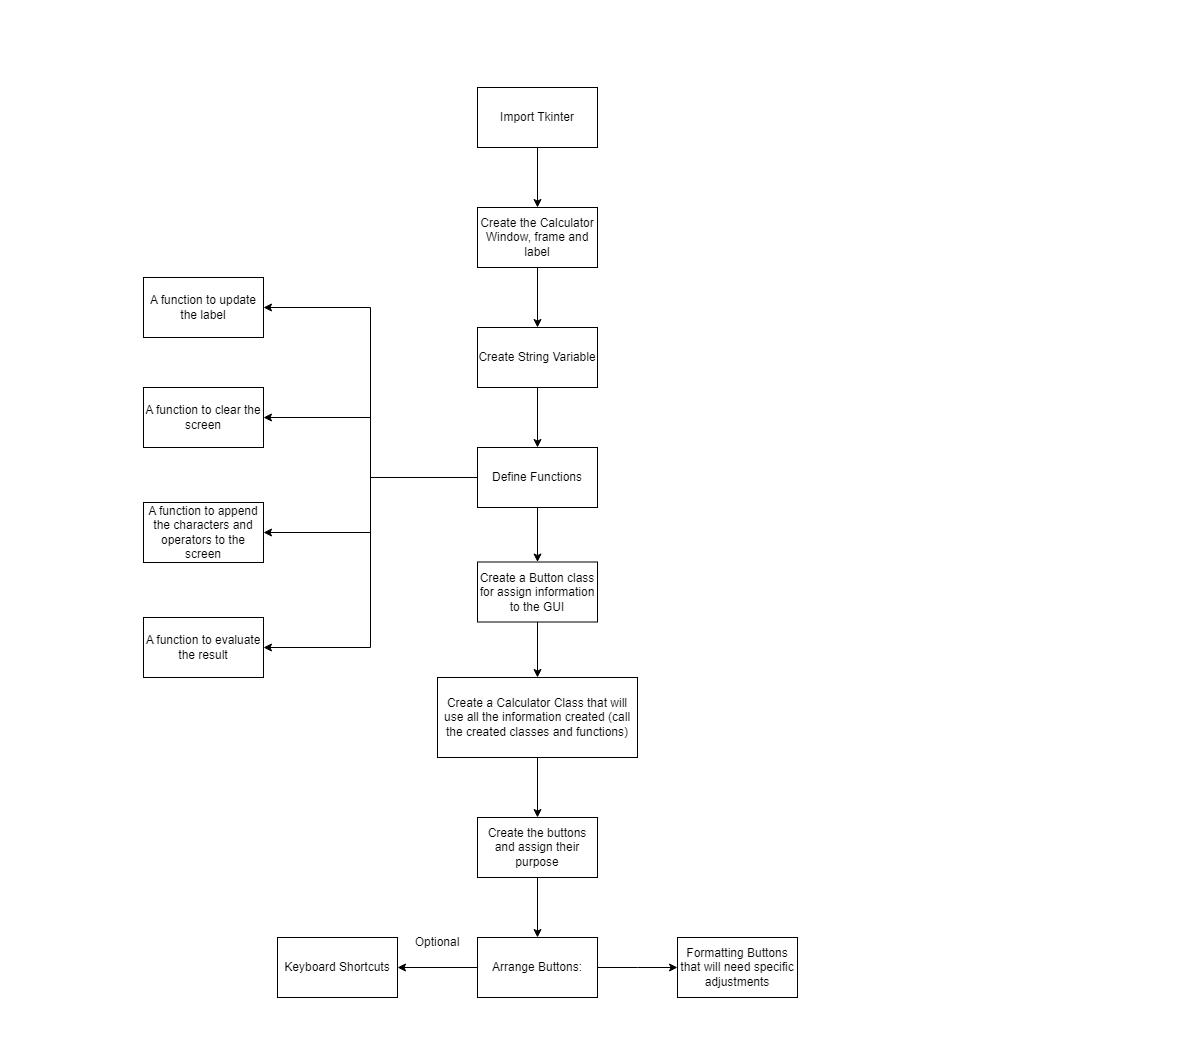 Import Tkinter
Create the Calculator
Window, frame and
label
A function to update
the label
Create String Variable
A function to clear the
screen
Define Functions
A function to append
the characters and
operators to the
screen
Create a Button class
for assign information
to the GUI
A function to evaluate
the result
Create a Calculator Class that will
use all the information created (call
the created classes and functions)
Create the buttons
and assign their
purpose
Optional
Keyboard Shortcuts
Arrange Buttons:
Formatting Buttons
that will need specific
adjustments